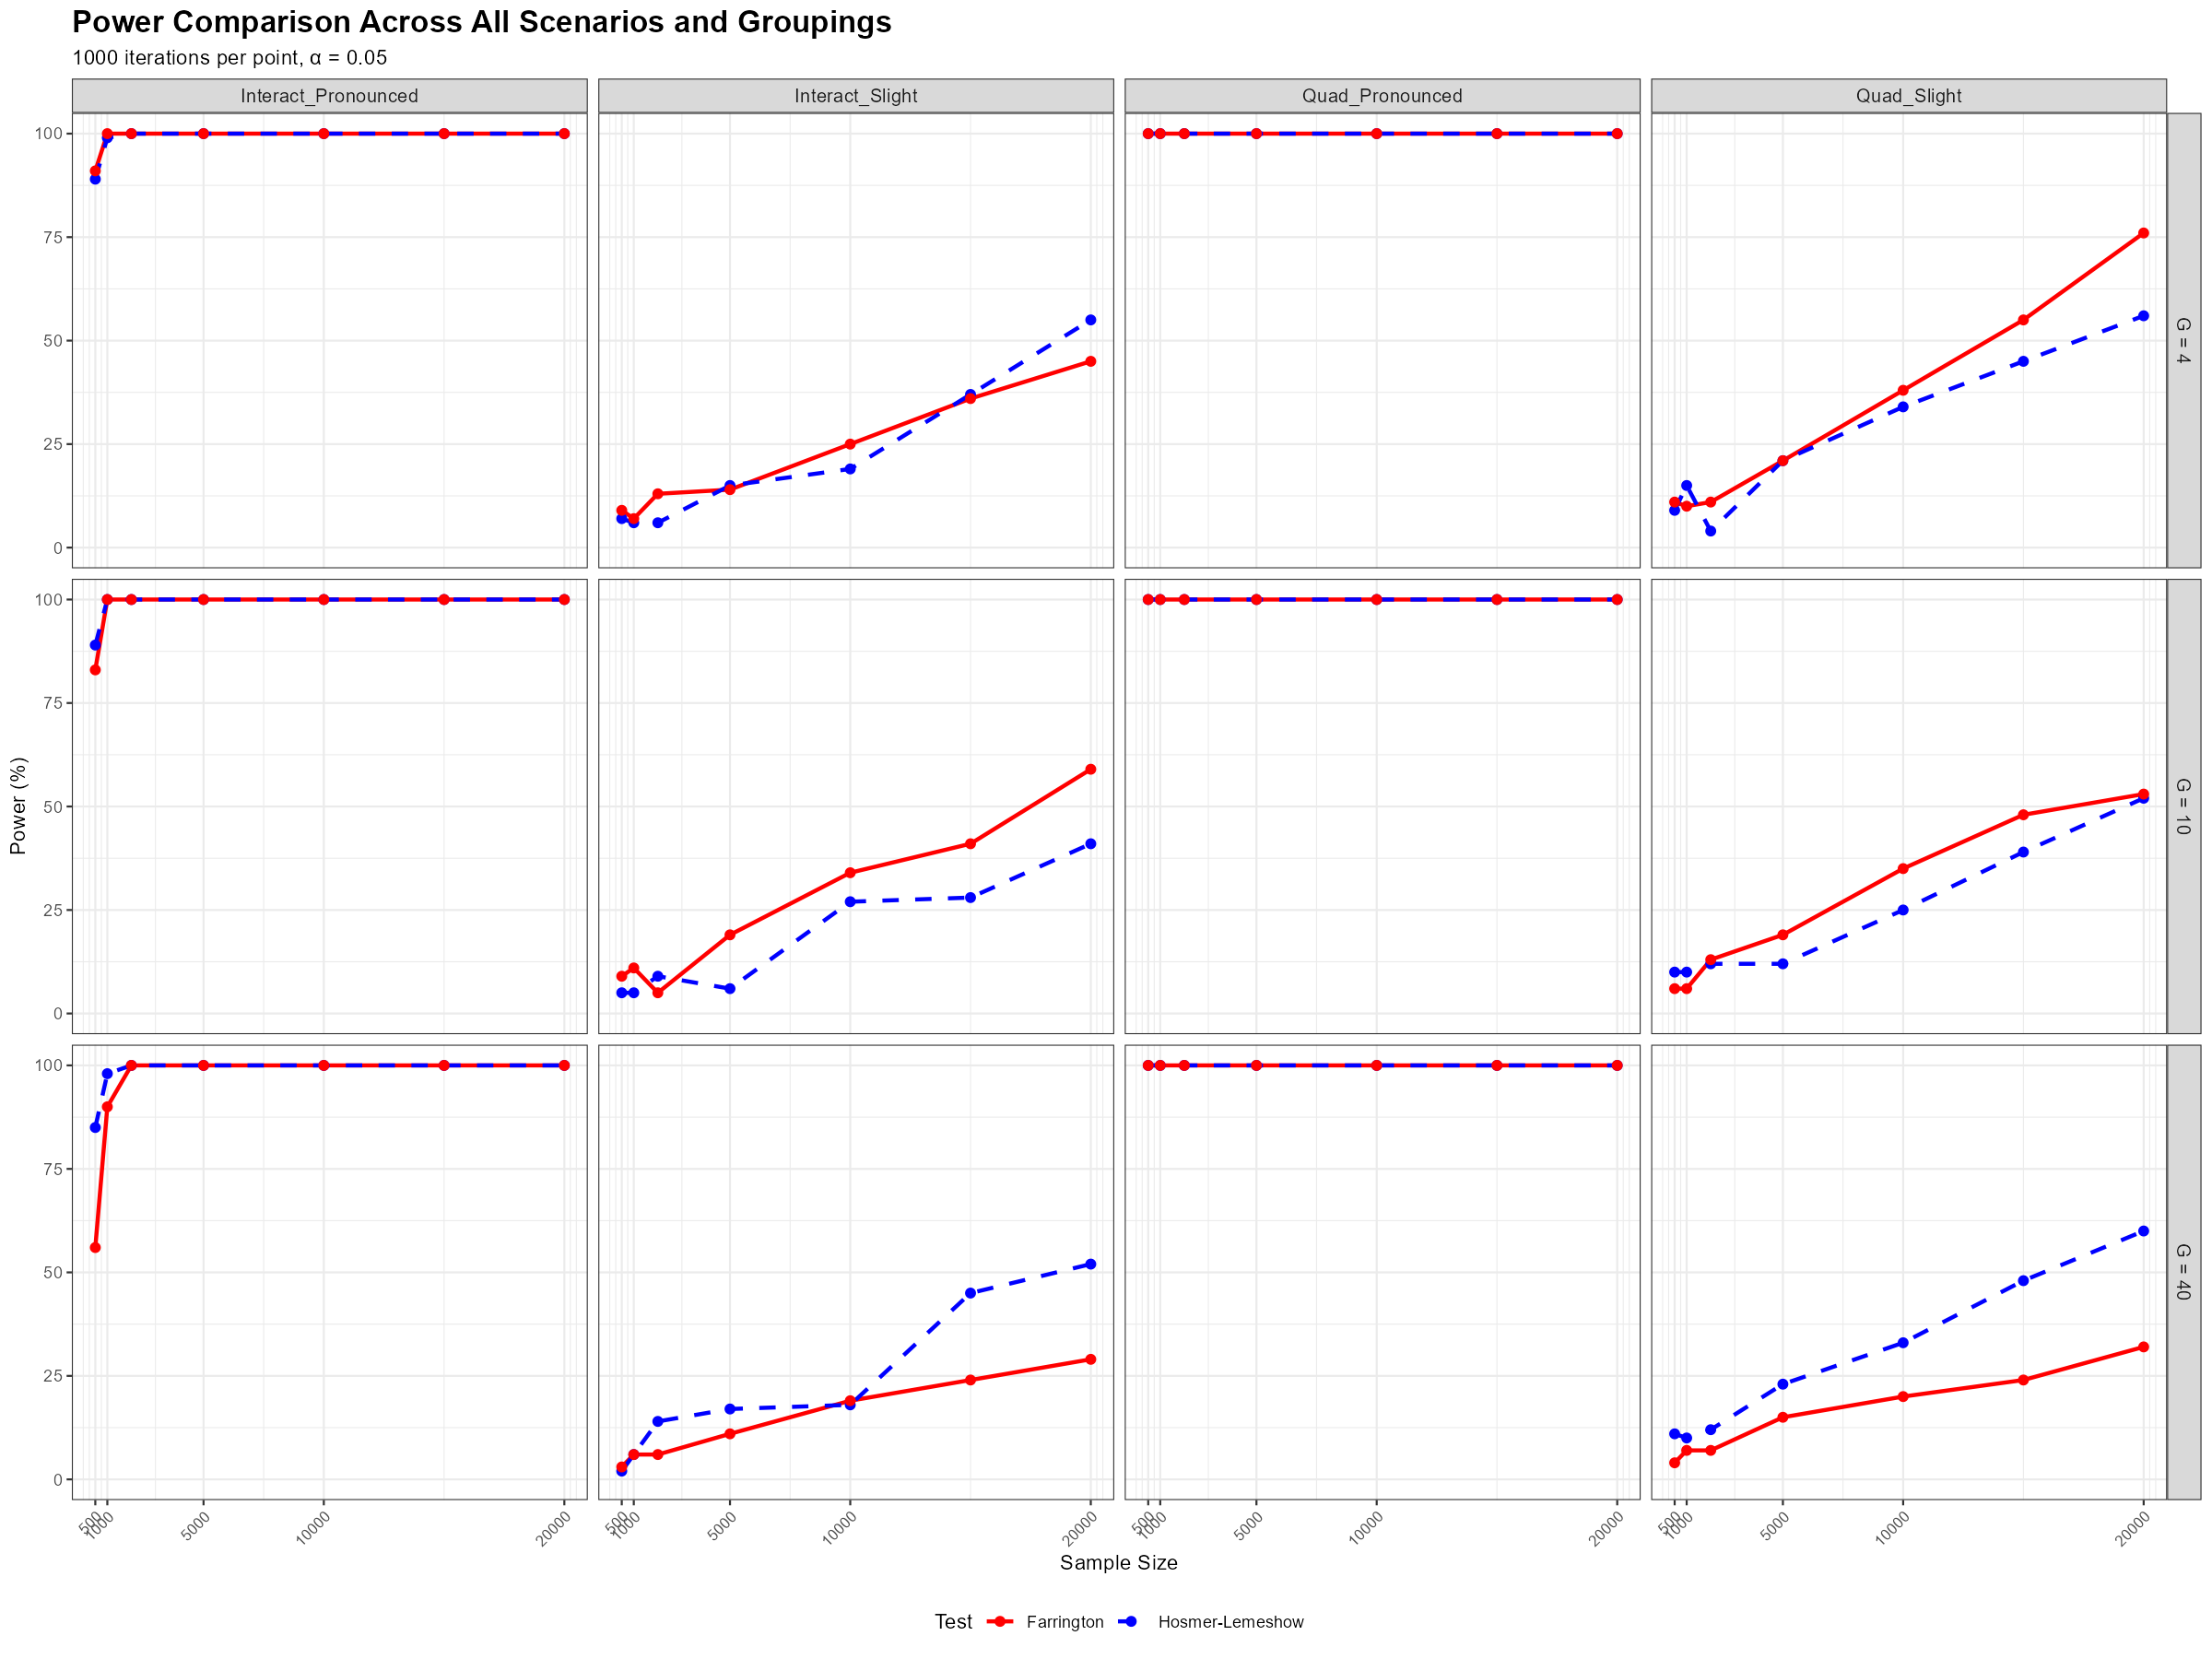 Power Comparison Across All Scenarios and Groupings
1000 iterations per point, α = 0.05
Interact_Pronounced
Interact_Slight
Quad_Pronounced
Quad_Slight
100
75
50
25
0
G = 4
100
75
50
25
0
G = 10
100
75
50
25
0
G = 40
Power (%)
500 1000 5000 10000 20000
500 1000 5000 10000 20000
500 1000 5000 10000 20000
500 1000 5000 10000 20000
Sample Size
Test Farrington Hosmer-Lemeshow